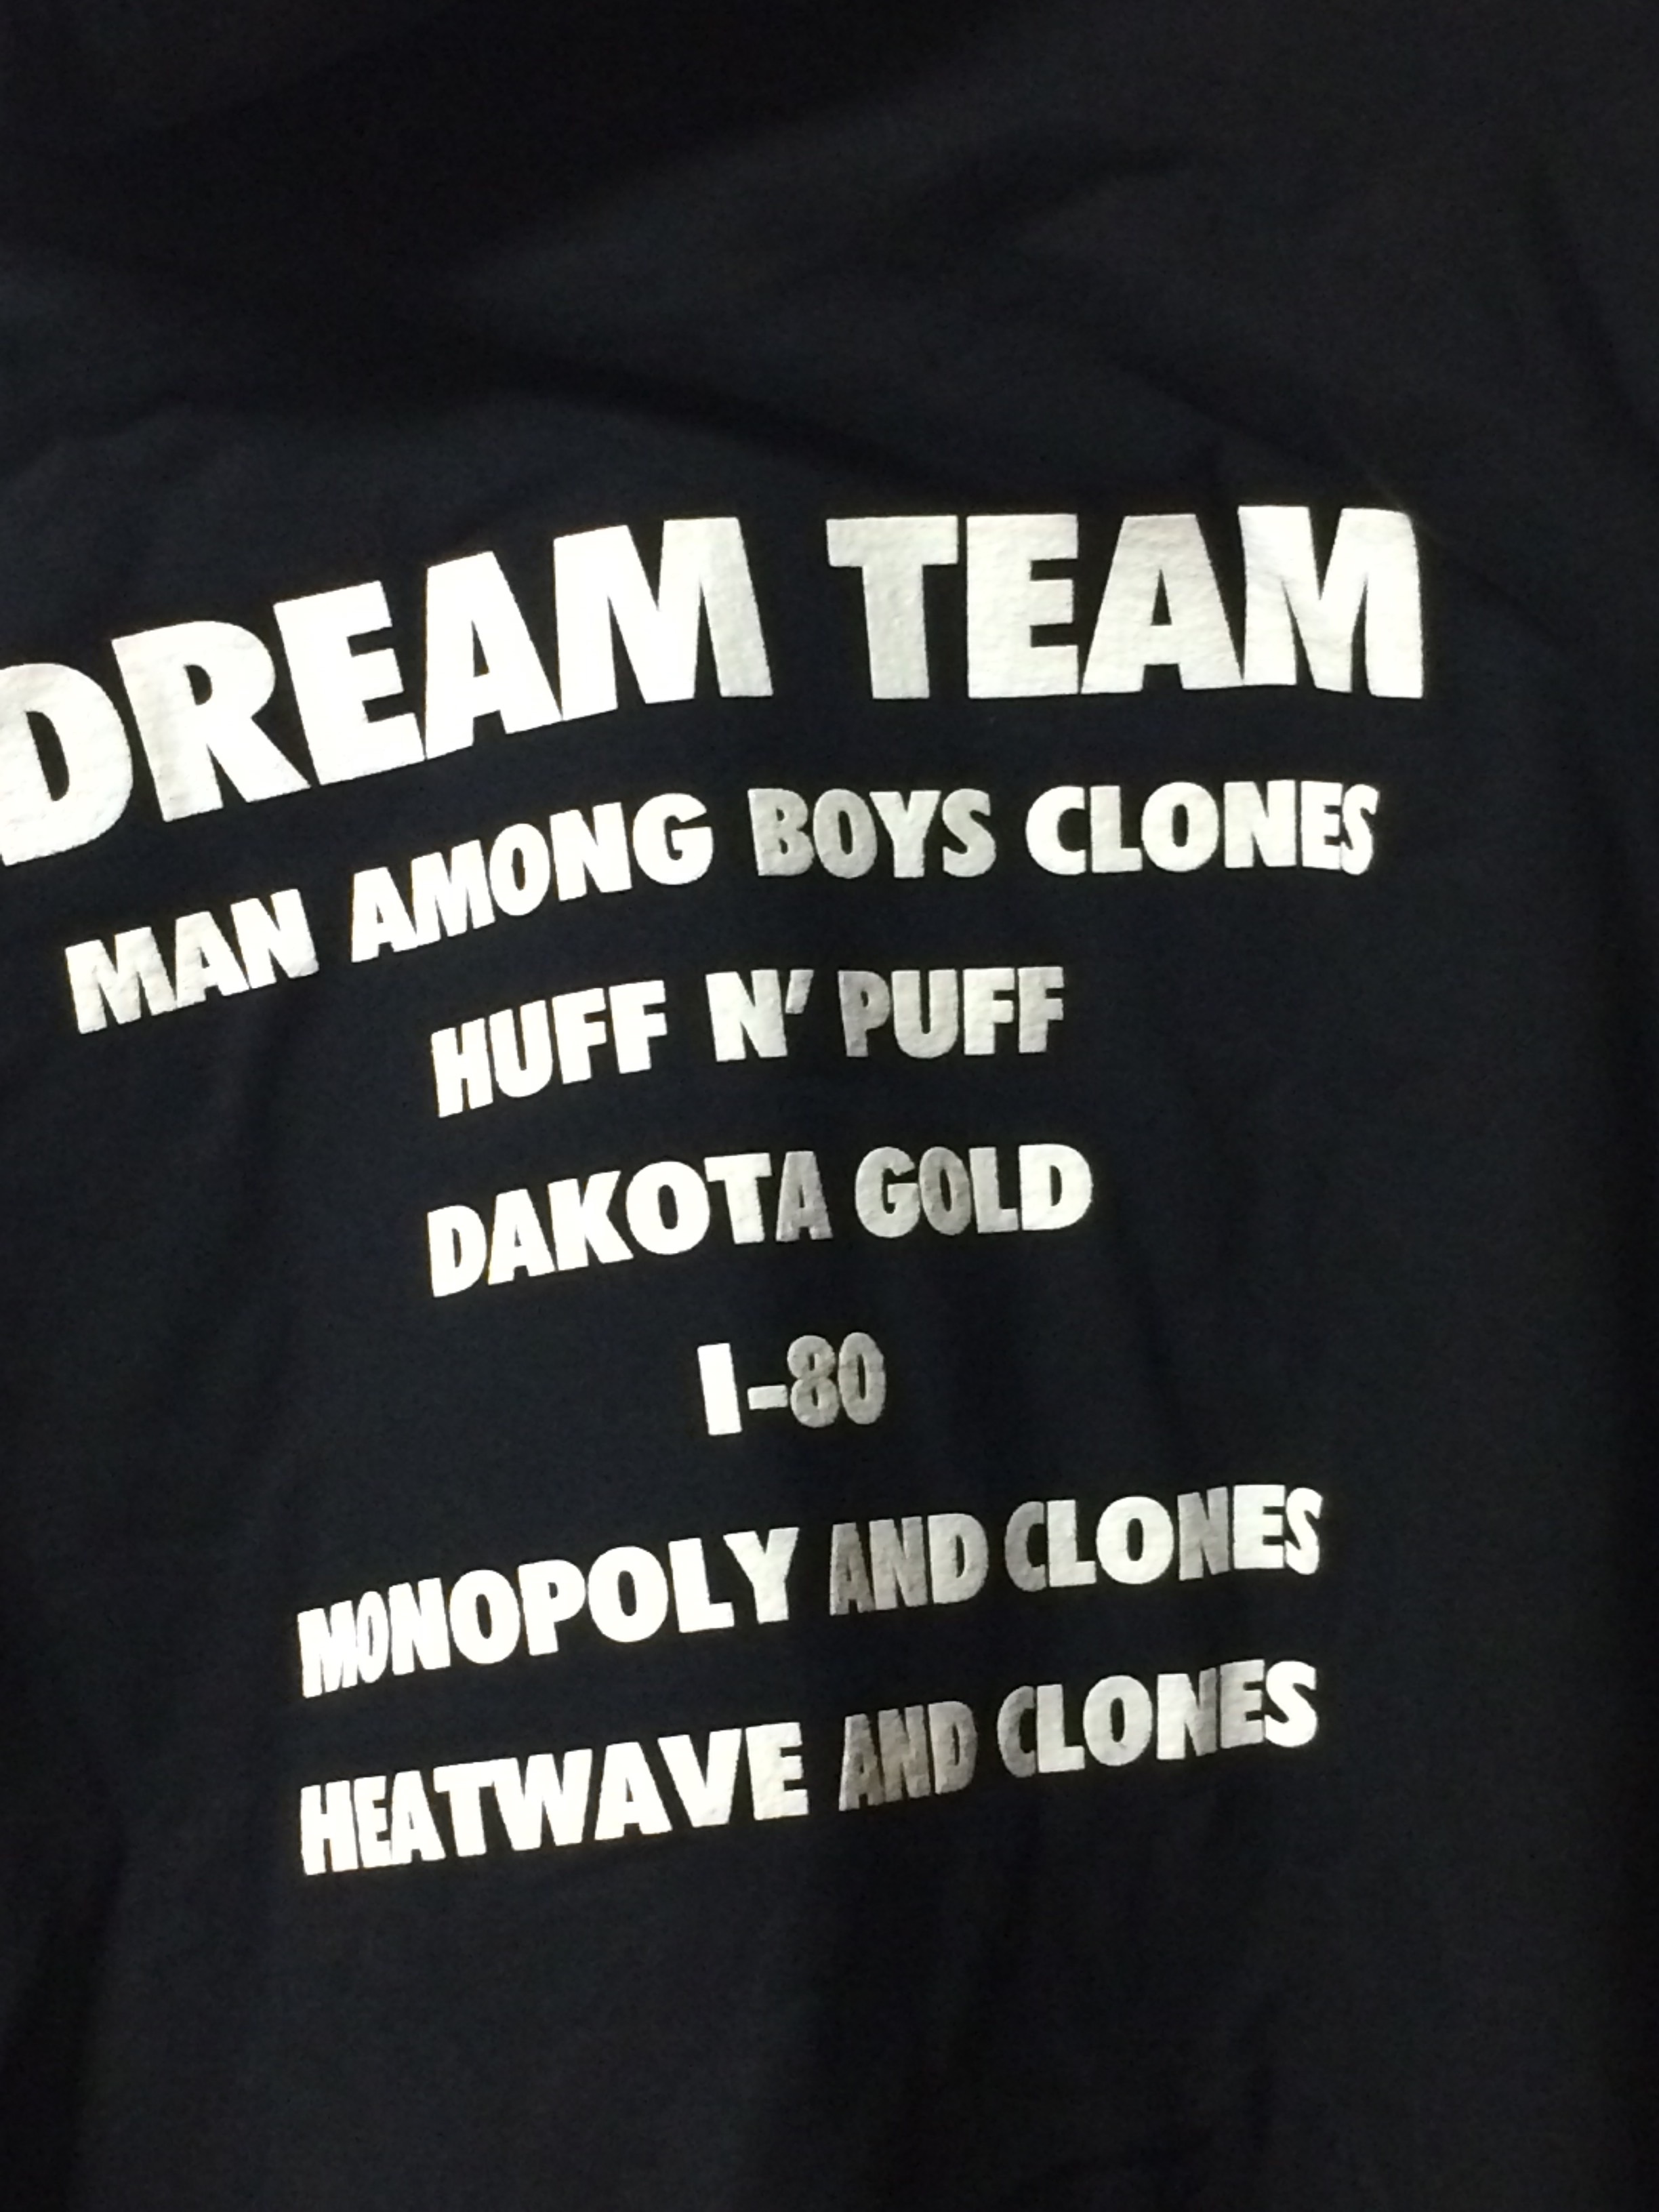 DREAM TEAM
MAN AMONG BOYS CLONES
HUFF N' PUFF
DAKOTA GOLD
I-80
MONOPOLY AND CLONES
HEATWAVE AND CLONES